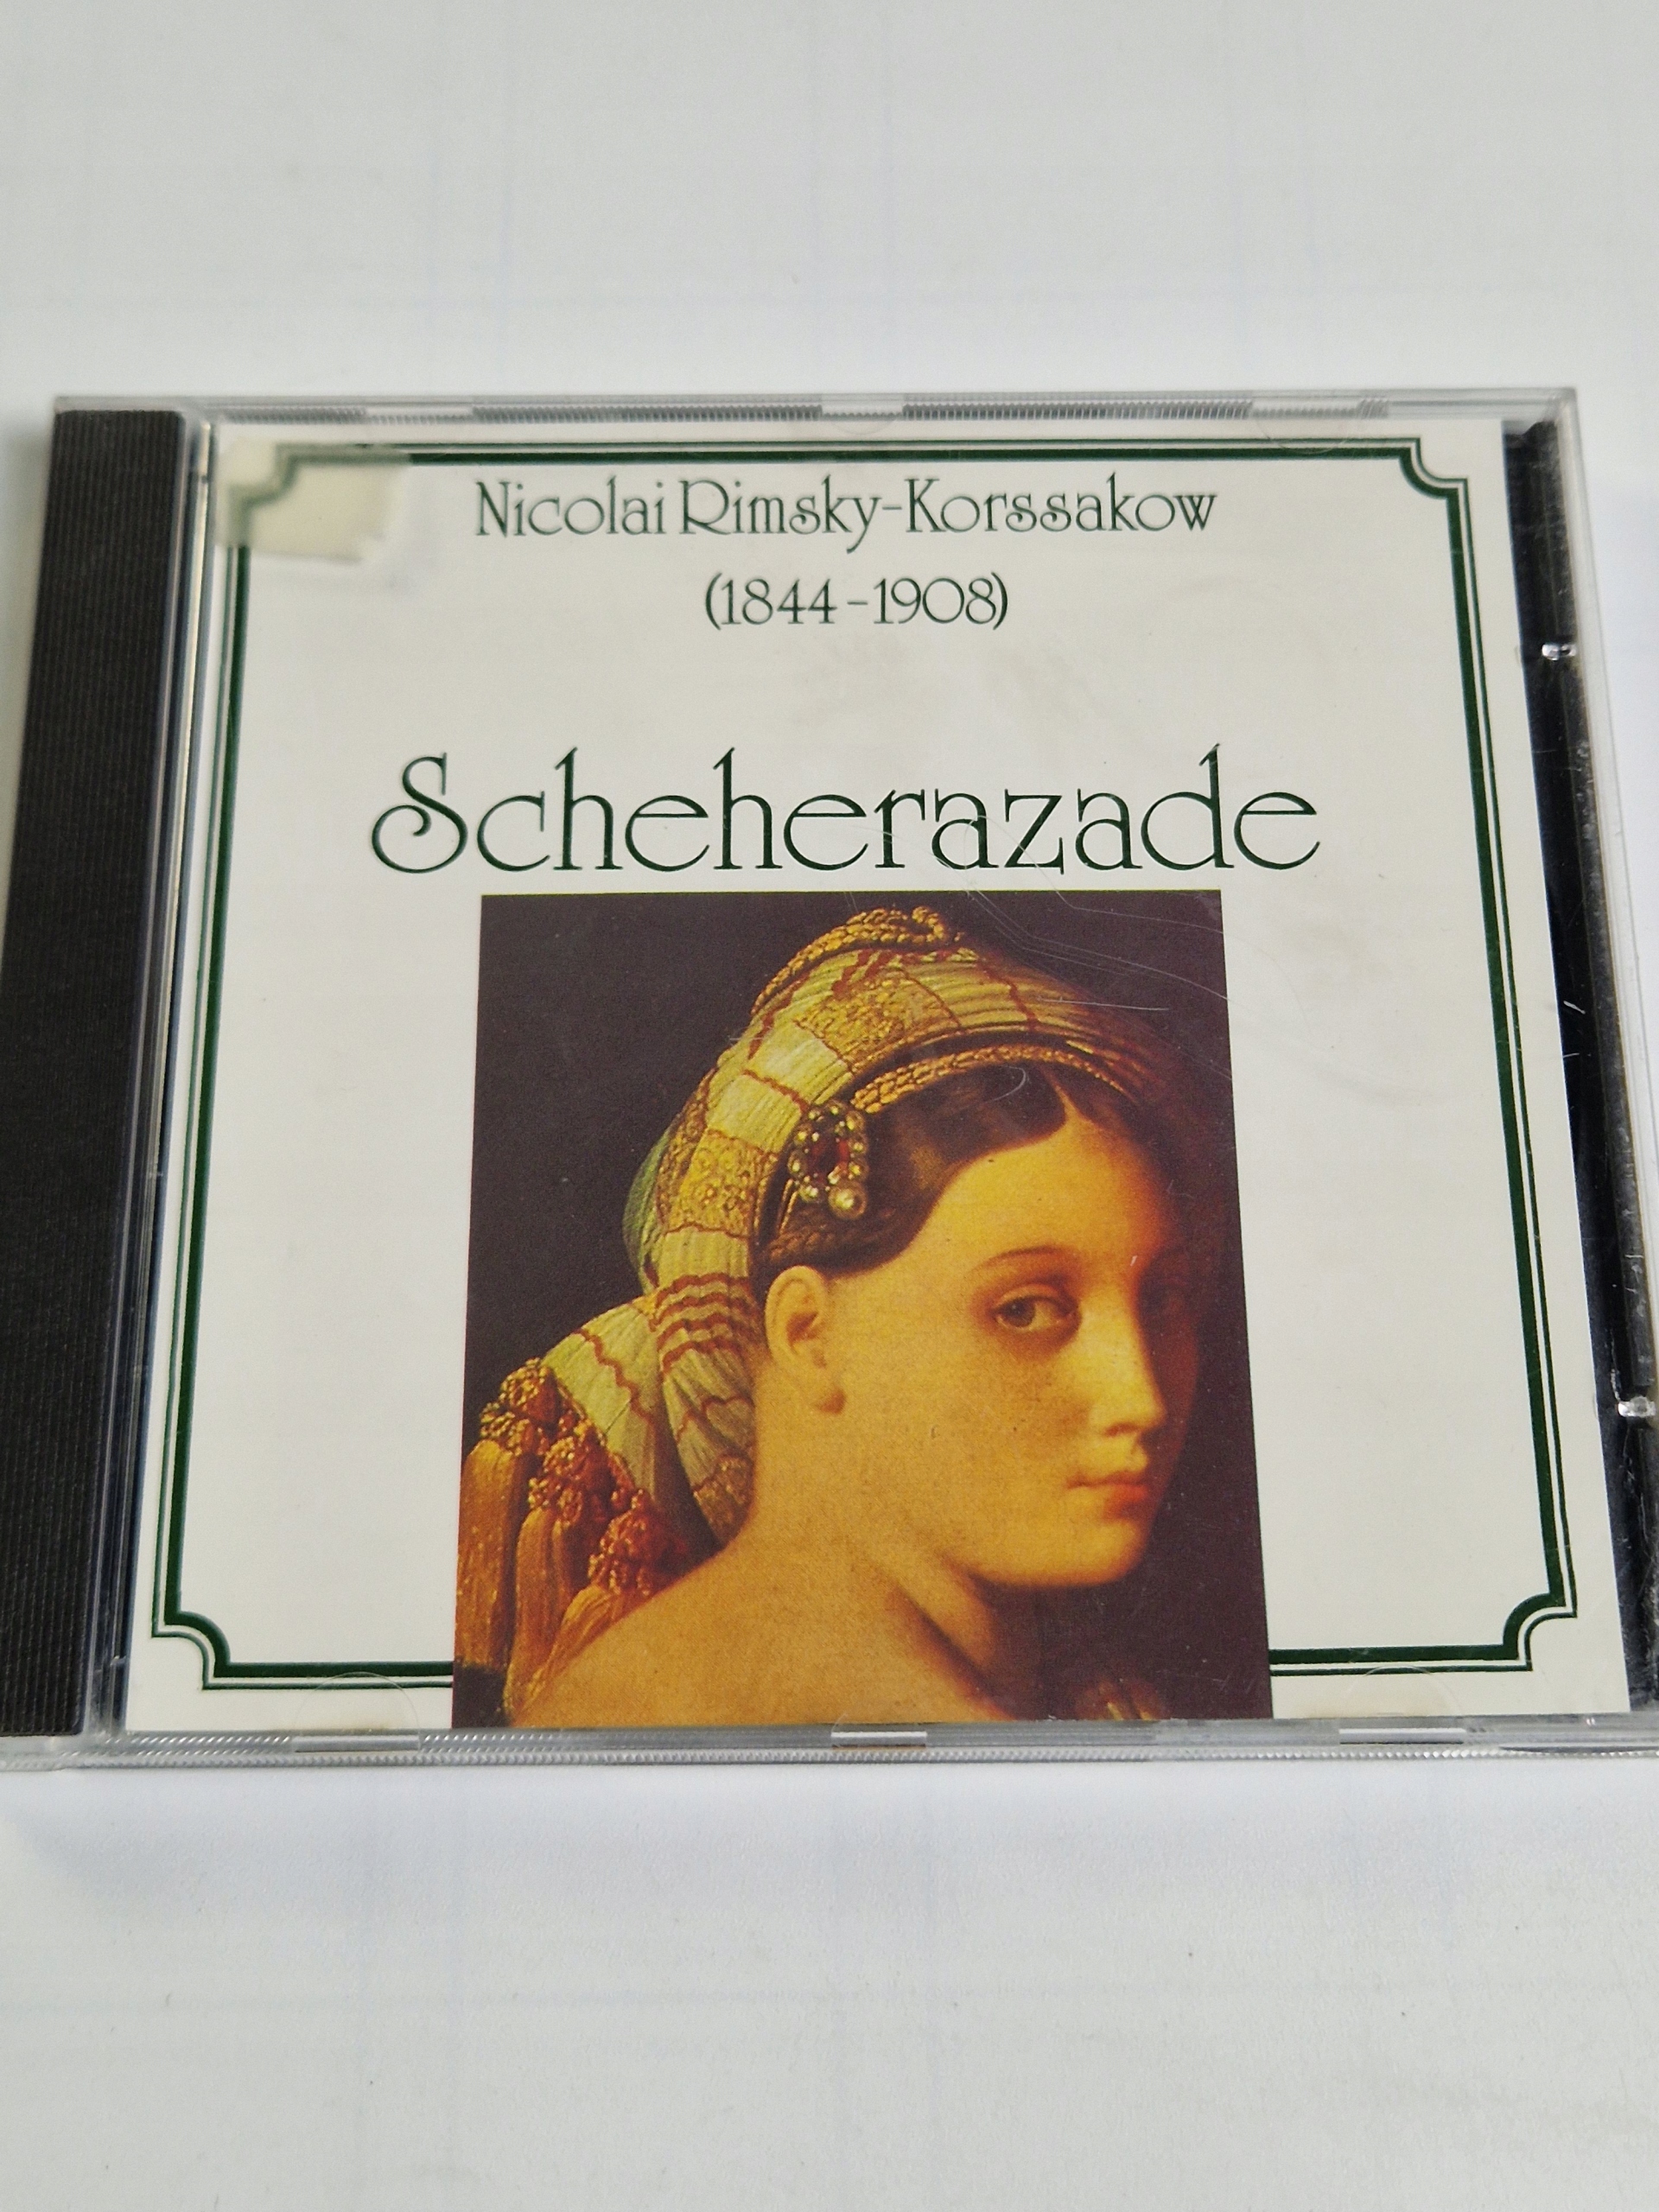 Nicolai Rimsky-Korssakow
(1844-1908)
Scheherazade